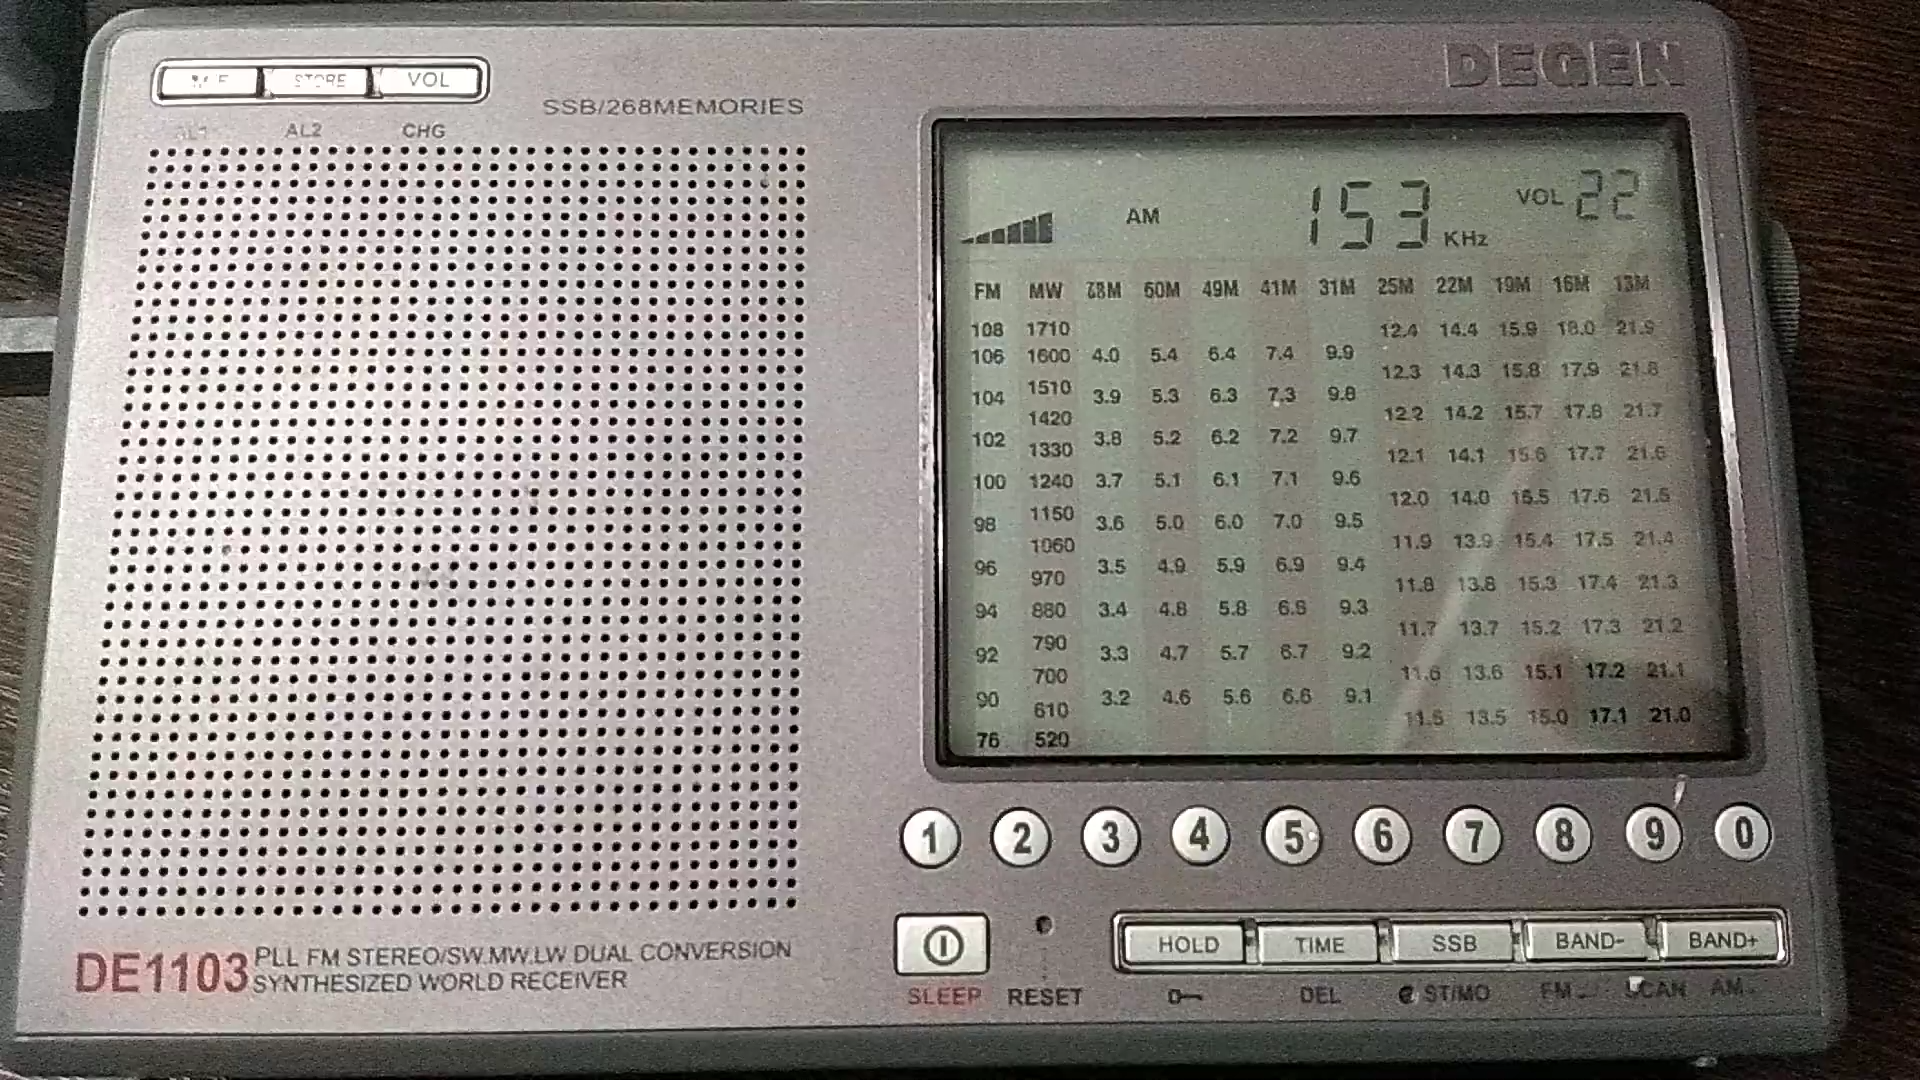 DEGEN
STORE VOL
SSB/268MEMORIES
AL1 AL2 CHG
AM 153 KHz VOL 22
FM MW 68M 60M 49M 41M 31M 25M 22M 19M 16M 13M
108 1710 12.4 14.4 15.9 18.0 21.9
106 1600 4.0 5.4 6.4 7.4 9.9
12.3 14.3 15.8 17.9 21.8
104 1510 3.9 5.3 6.3 7.3 9.8
1420 12.2 14.2 15.7 17.8 21.7
102 1330 3.8 5.2 6.2 7.2 9.7
12.1 14.1 15.6 17.7 21.6
100 1240 3.7 5.1 6.1 7.1 9.6
12.0 14.0 15.5 17.6 21.5
98 1150 3.6 5.0 6.0 7.0 9.5
1060 11.9 13.9 15.4 17.5 21.4
96 970 3.5 4.9 5.9 6.9 9.4
11.8 13.8 15.3 17.4 21.3
94 880 3.4 4.8 5.8 6.8 9.3
790 11.7 13.7 15.2 17.3 21.2
92 3.3 4.7 5.7 6.7 9.2
700 11.6 13.6 15.1 17.2 21.1
90 610 3.2 4.6 5.6 6.6 9.1
11.5 13.5 15.0 17.1 21.0
76 520
1 2 3 4 5 6 7 8 9 0
HOLD TIME SSB BAND- BAND+
SLEEP RESET DEL ST/MO FM SCAN AM
DE1103 PLL FM STEREO/SW.MW.LW DUAL CONVERSION
SYNTHESIZED WORLD RECEIVER